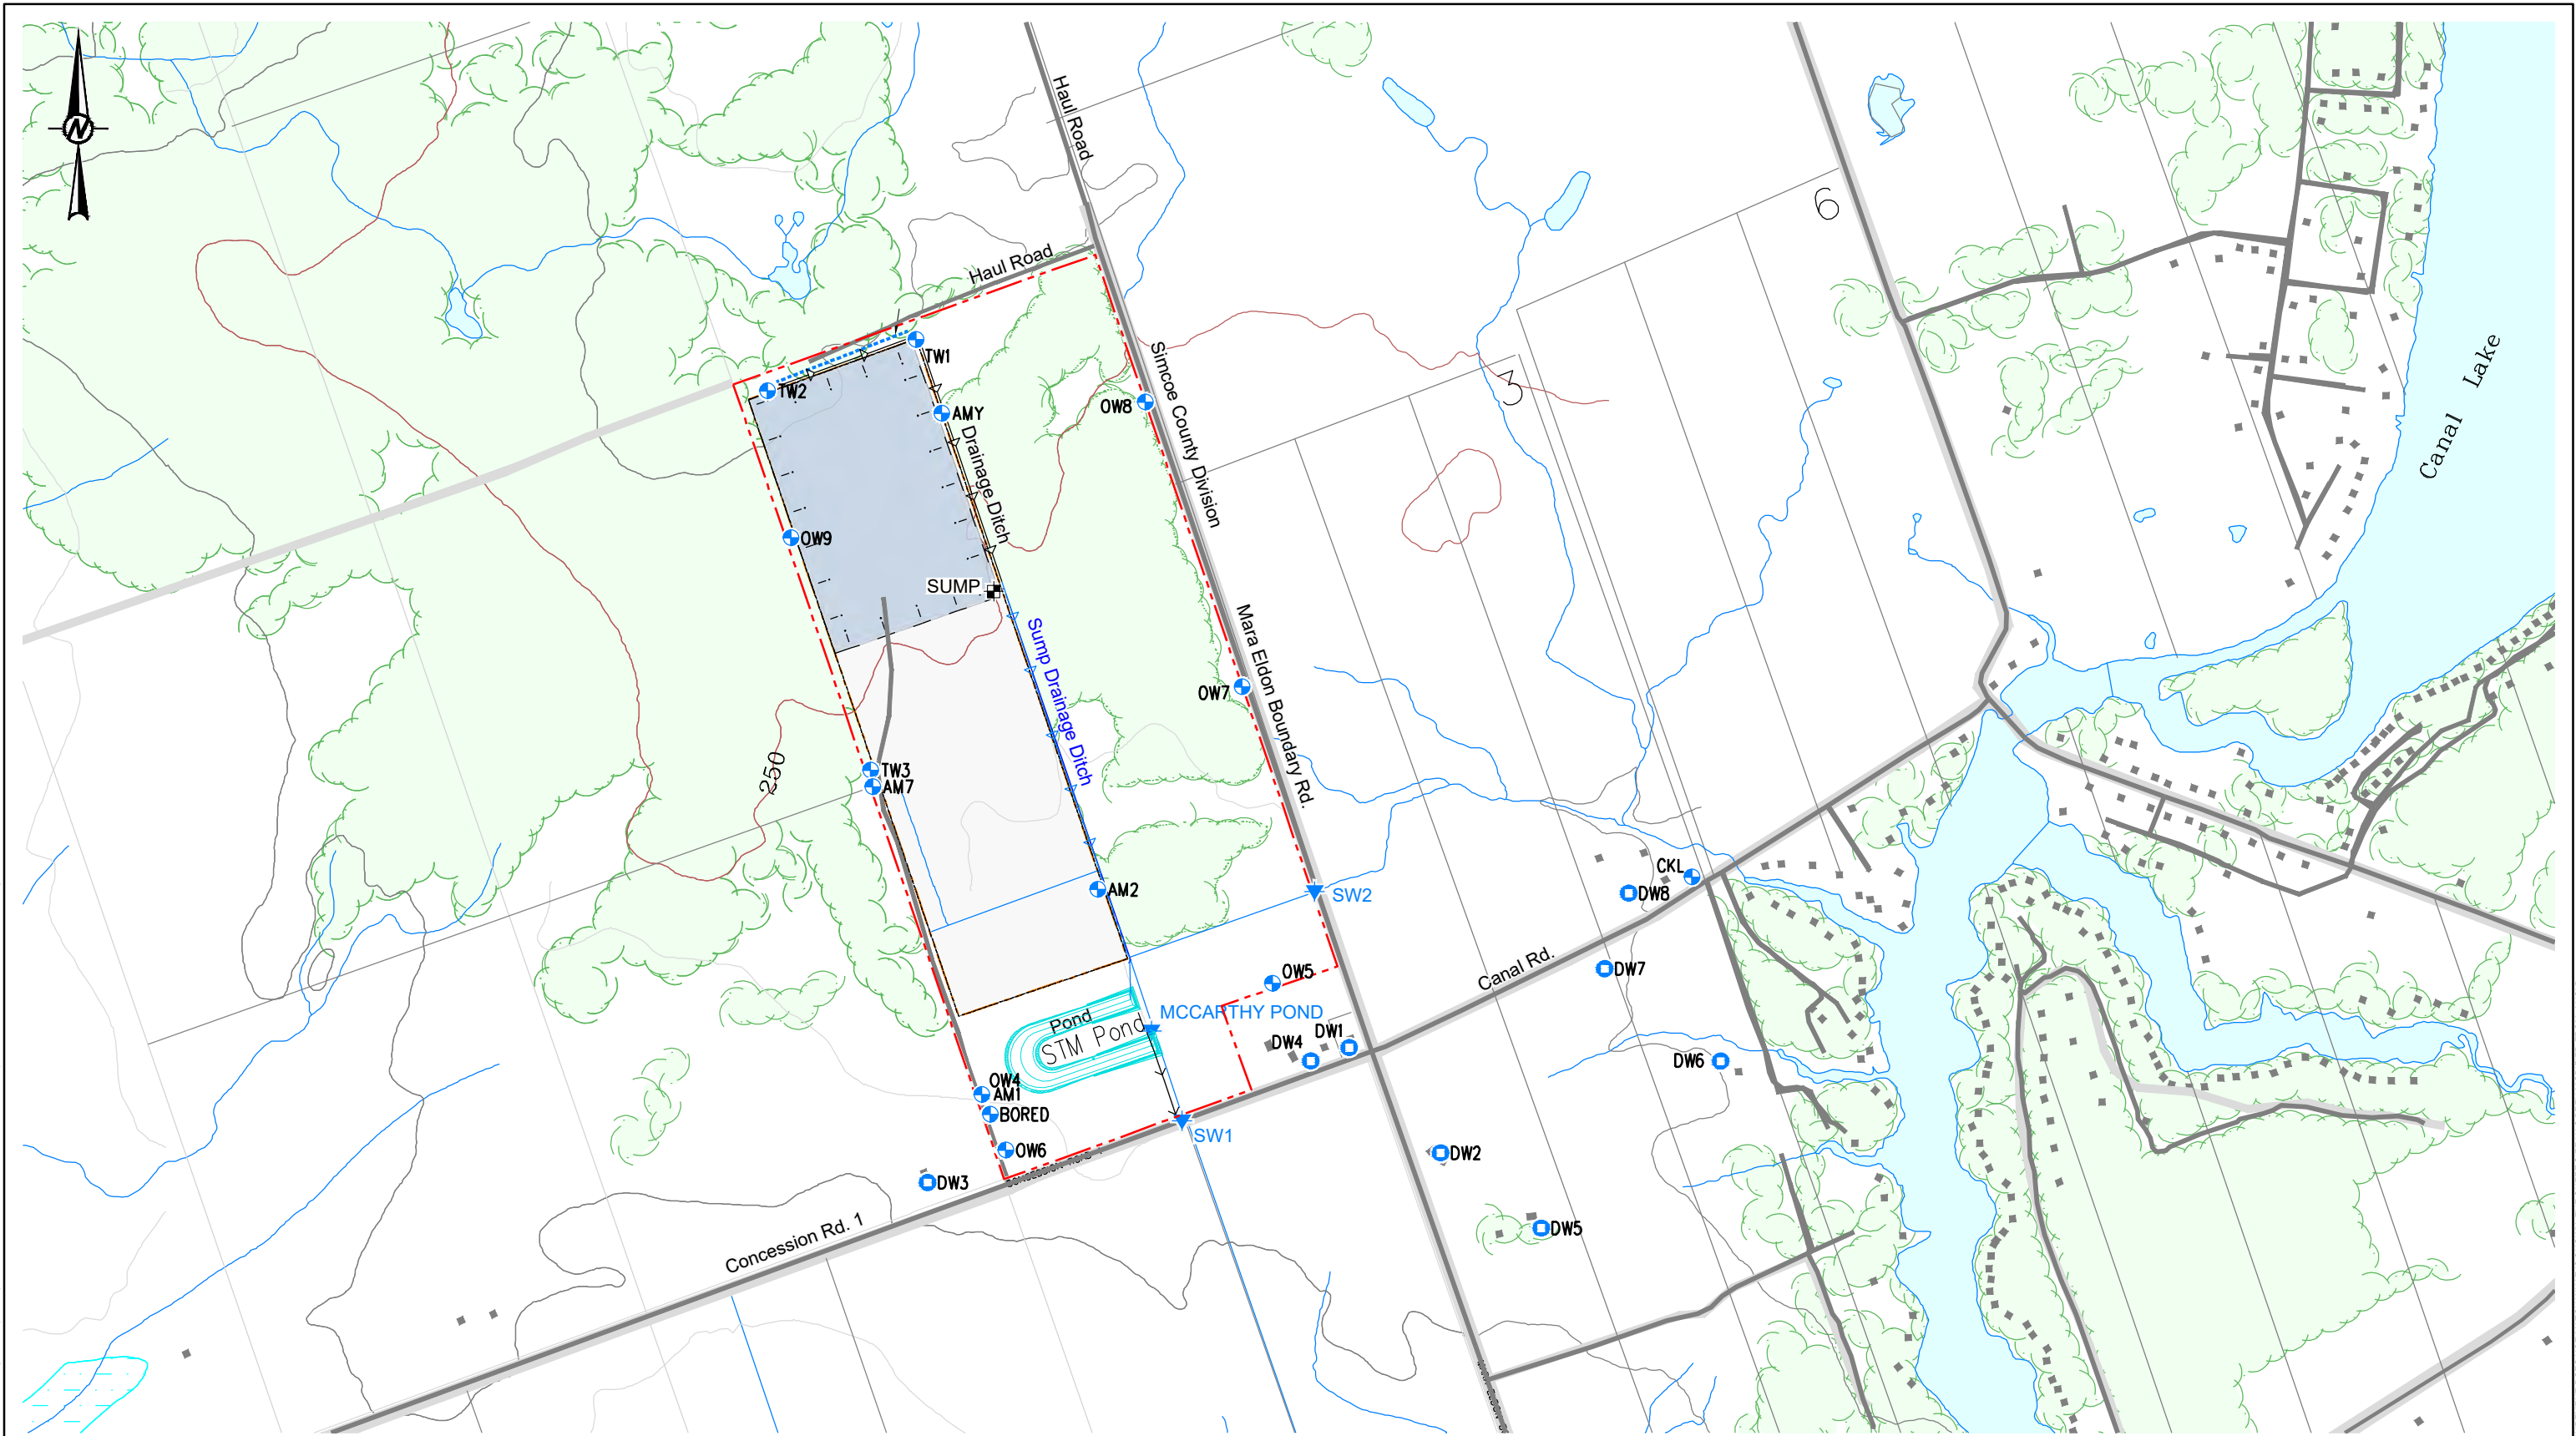 N
Haul Road
6
Haul Road
Canal Lake
TW1
TW2
Simcoe County Division
3
OW8
AMY
Drainage Ditch
OW9
SUMP
Sump Drainage Ditch
Mara Eldon Boundary Rd.
OW7
250
TW3
AM7
CKL
AM2
SW2
DW8
Canal Rd.
DW7
OW5
MCCARTHY POND
Pond
STM Pond
DW1
DW4
DW6
OW4
AM1
BORED
SW1
OW6
DW2
DW3
DW5
Concession Rd. 1